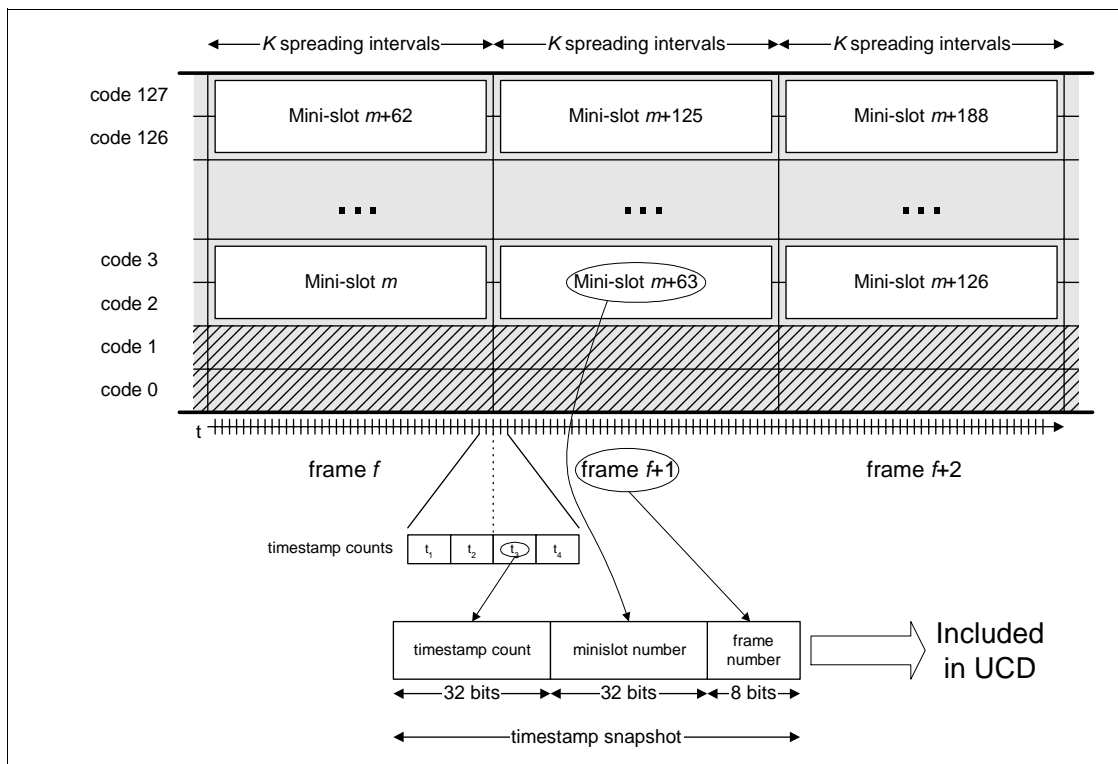 K spreading intervals K spreading intervals K spreading intervals
code 127
Mini-slot m+62 Mini-slot m+125 Mini-slot m+188
code 126
... ... ...
code 3
Mini-slot m Mini-slot m+63 Mini-slot m+126
code 2
code 1
code 0
t
frame f frame f+1 frame f+2
timestamp counts t1 t2 t3 t4
timestamp count minislot number frame
number
Included
in UCD
32 bits 32 bits 8 bits
timestamp snapshot